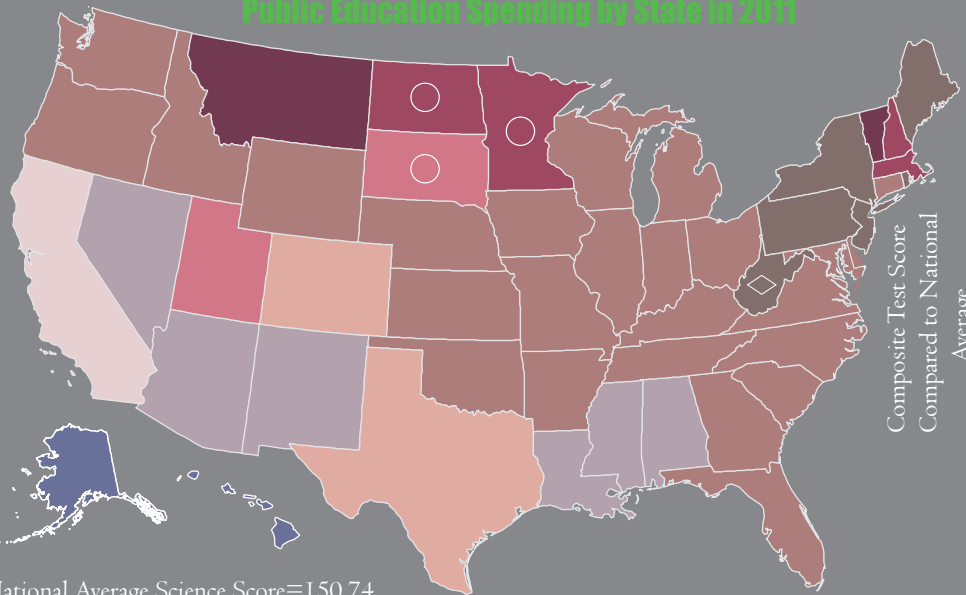 Public Education Spending by State in 2011
Composite Test Score
Compared to National
Average
National Average Science Score=150.74